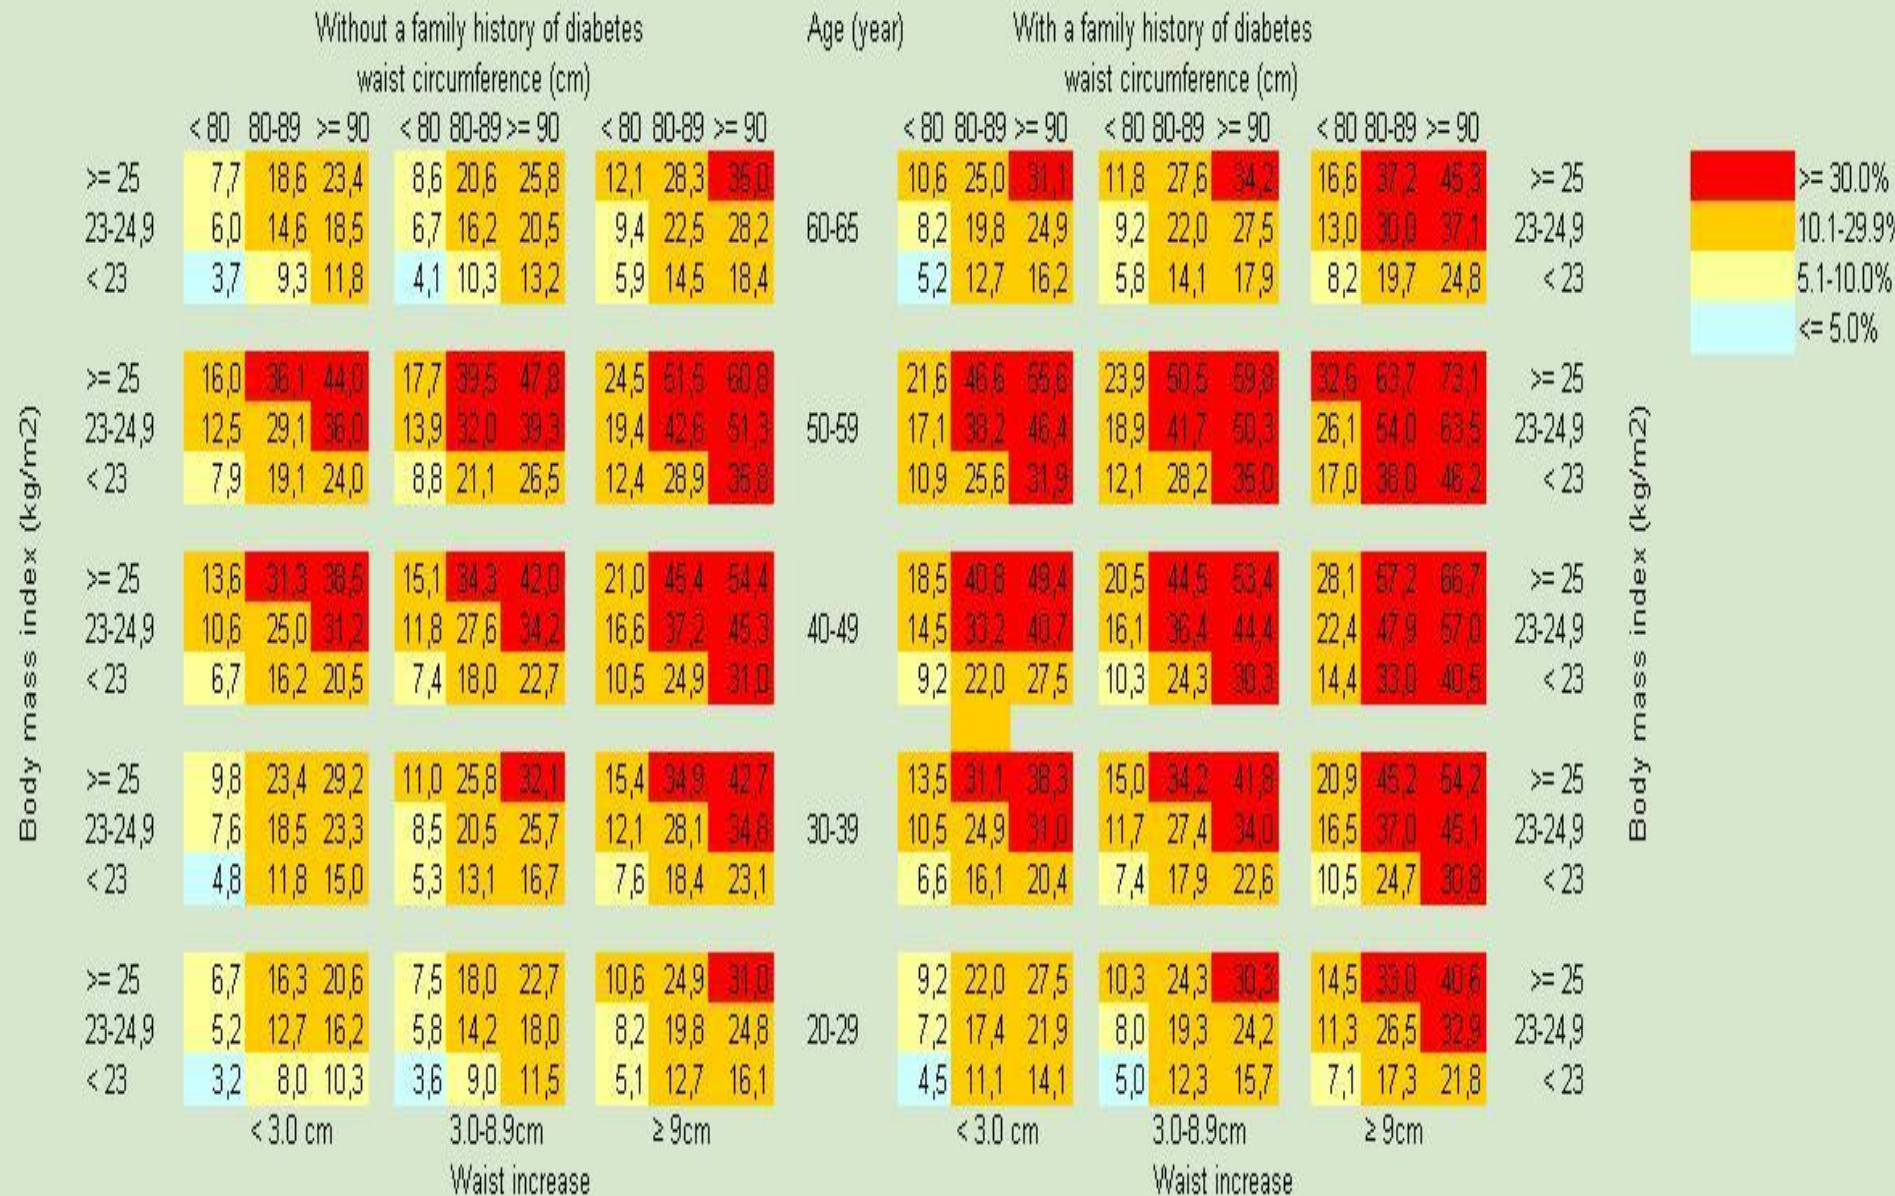 Without a family history of diabetes Age (year) With a family history of diabetes
waist circumference (cm) waist circumference (cm)
< 80 80-89 >= 90 < 80 80-89 >= 90 < 80 80-89 >= 90 < 80 80-89 >= 90 < 80 80-89 >= 90 < 80 80-89 >= 90
>= 25 7,7 18,6 23,4 8,6 20,6 25,8 12,1 28,3 35,0 10,6 25,0 31,1 11,8 27,6 34,2 16,6 37,2 45,3 >= 25 >= 30.0%
23-24,9 6,0 14,6 18,5 6,7 16,2 20,5 9,4 22,5 28,2 60-65 8,2 19,8 24,9 9,2 22,0 27,5 13,0 30,0 37,1 23-24,9 10.1-29.9%
< 23 3,7 9,3 11,8 4,1 10,3 13,2 5,9 14,5 18,4 5,2 12,7 16,2 5,8 14,1 17,9 8,2 19,7 24,8 < 23 5.1-10.0%
<= 5.0%
>= 25 16,0 36,1 44,0 17,7 39,5 47,8 24,5 51,5 60,8 21,6 46,6 55,6 23,9 50,5 59,8 32,6 63,7 73,1 >= 25
23-24,9 12,5 29,1 36,0 13,9 32,0 39,3 19,4 42,6 51,3 50-59 17,1 38,2 46,4 18,9 41,7 50,3 26,1 54,0 63,5 23-24,9
< 23 7,9 19,1 24,0 8,8 21,1 26,5 12,4 28,9 35,8 10,9 25,6 31,9 12,1 28,2 35,0 17,0 38,0 46,2 < 23
>= 25 13,6 31,3 38,5 15,1 34,3 42,0 21,0 45,4 54,4 18,5 40,8 49,4 20,5 44,5 53,4 28,1 57,2 66,7 >= 25
23-24,9 10,6 25,0 31,2 11,8 27,6 34,2 16,6 37,2 45,3 40-49 14,5 33,2 40,7 16,1 36,4 44,4 22,4 47,9 57,0 23-24,9
< 23 6,7 16,2 20,5 7,4 18,0 22,7 10,5 24,9 31,0 9,2 22,0 27,5 10,3 24,3 30,3 14,4 33,0 40,5 < 23
Body mass index (kg/m2)
Body mass index (kg/m2)
>= 25 9,8 23,4 29,2 11,0 25,8 32,1 15,4 34,9 42,7 13,5 31,1 38,3 15,0 34,2 41,8 20,9 45,2 54,2 >= 25
23-24,9 7,6 18,5 23,3 8,5 20,5 25,7 12,1 28,1 34,8 30-39 10,5 24,9 31,0 11,7 27,4 34,0 16,5 37,0 45,1 23-24,9
< 23 4,8 11,8 15,0 5,3 13,1 16,7 7,6 18,4 23,1 6,6 16,1 20,4 7,4 17,9 22,6 10,5 24,7 30,8 < 23
>= 25 6,7 16,3 20,6 7,5 18,0 22,7 10,6 24,9 31,0 9,2 22,0 27,5 10,3 24,3 30,3 14,5 33,0 40,6 >= 25
23-24,9 5,2 12,7 16,2 5,8 14,2 18,0 8,2 19,8 24,8 20-29 7,2 17,4 21,9 8,0 19,3 24,2 11,3 26,5 32,9 23-24,9
< 23 3,2 8,0 10,3 3,6 9,0 11,5 5,1 12,7 16,1 4,5 11,1 14,1 5,0 12,3 15,7 7,1 17,3 21,8 < 23
< 3.0 cm 3.0-8.9cm ≥ 9cm < 3.0 cm 3.0-8.9cm ≥ 9cm
Waist increase Waist increase